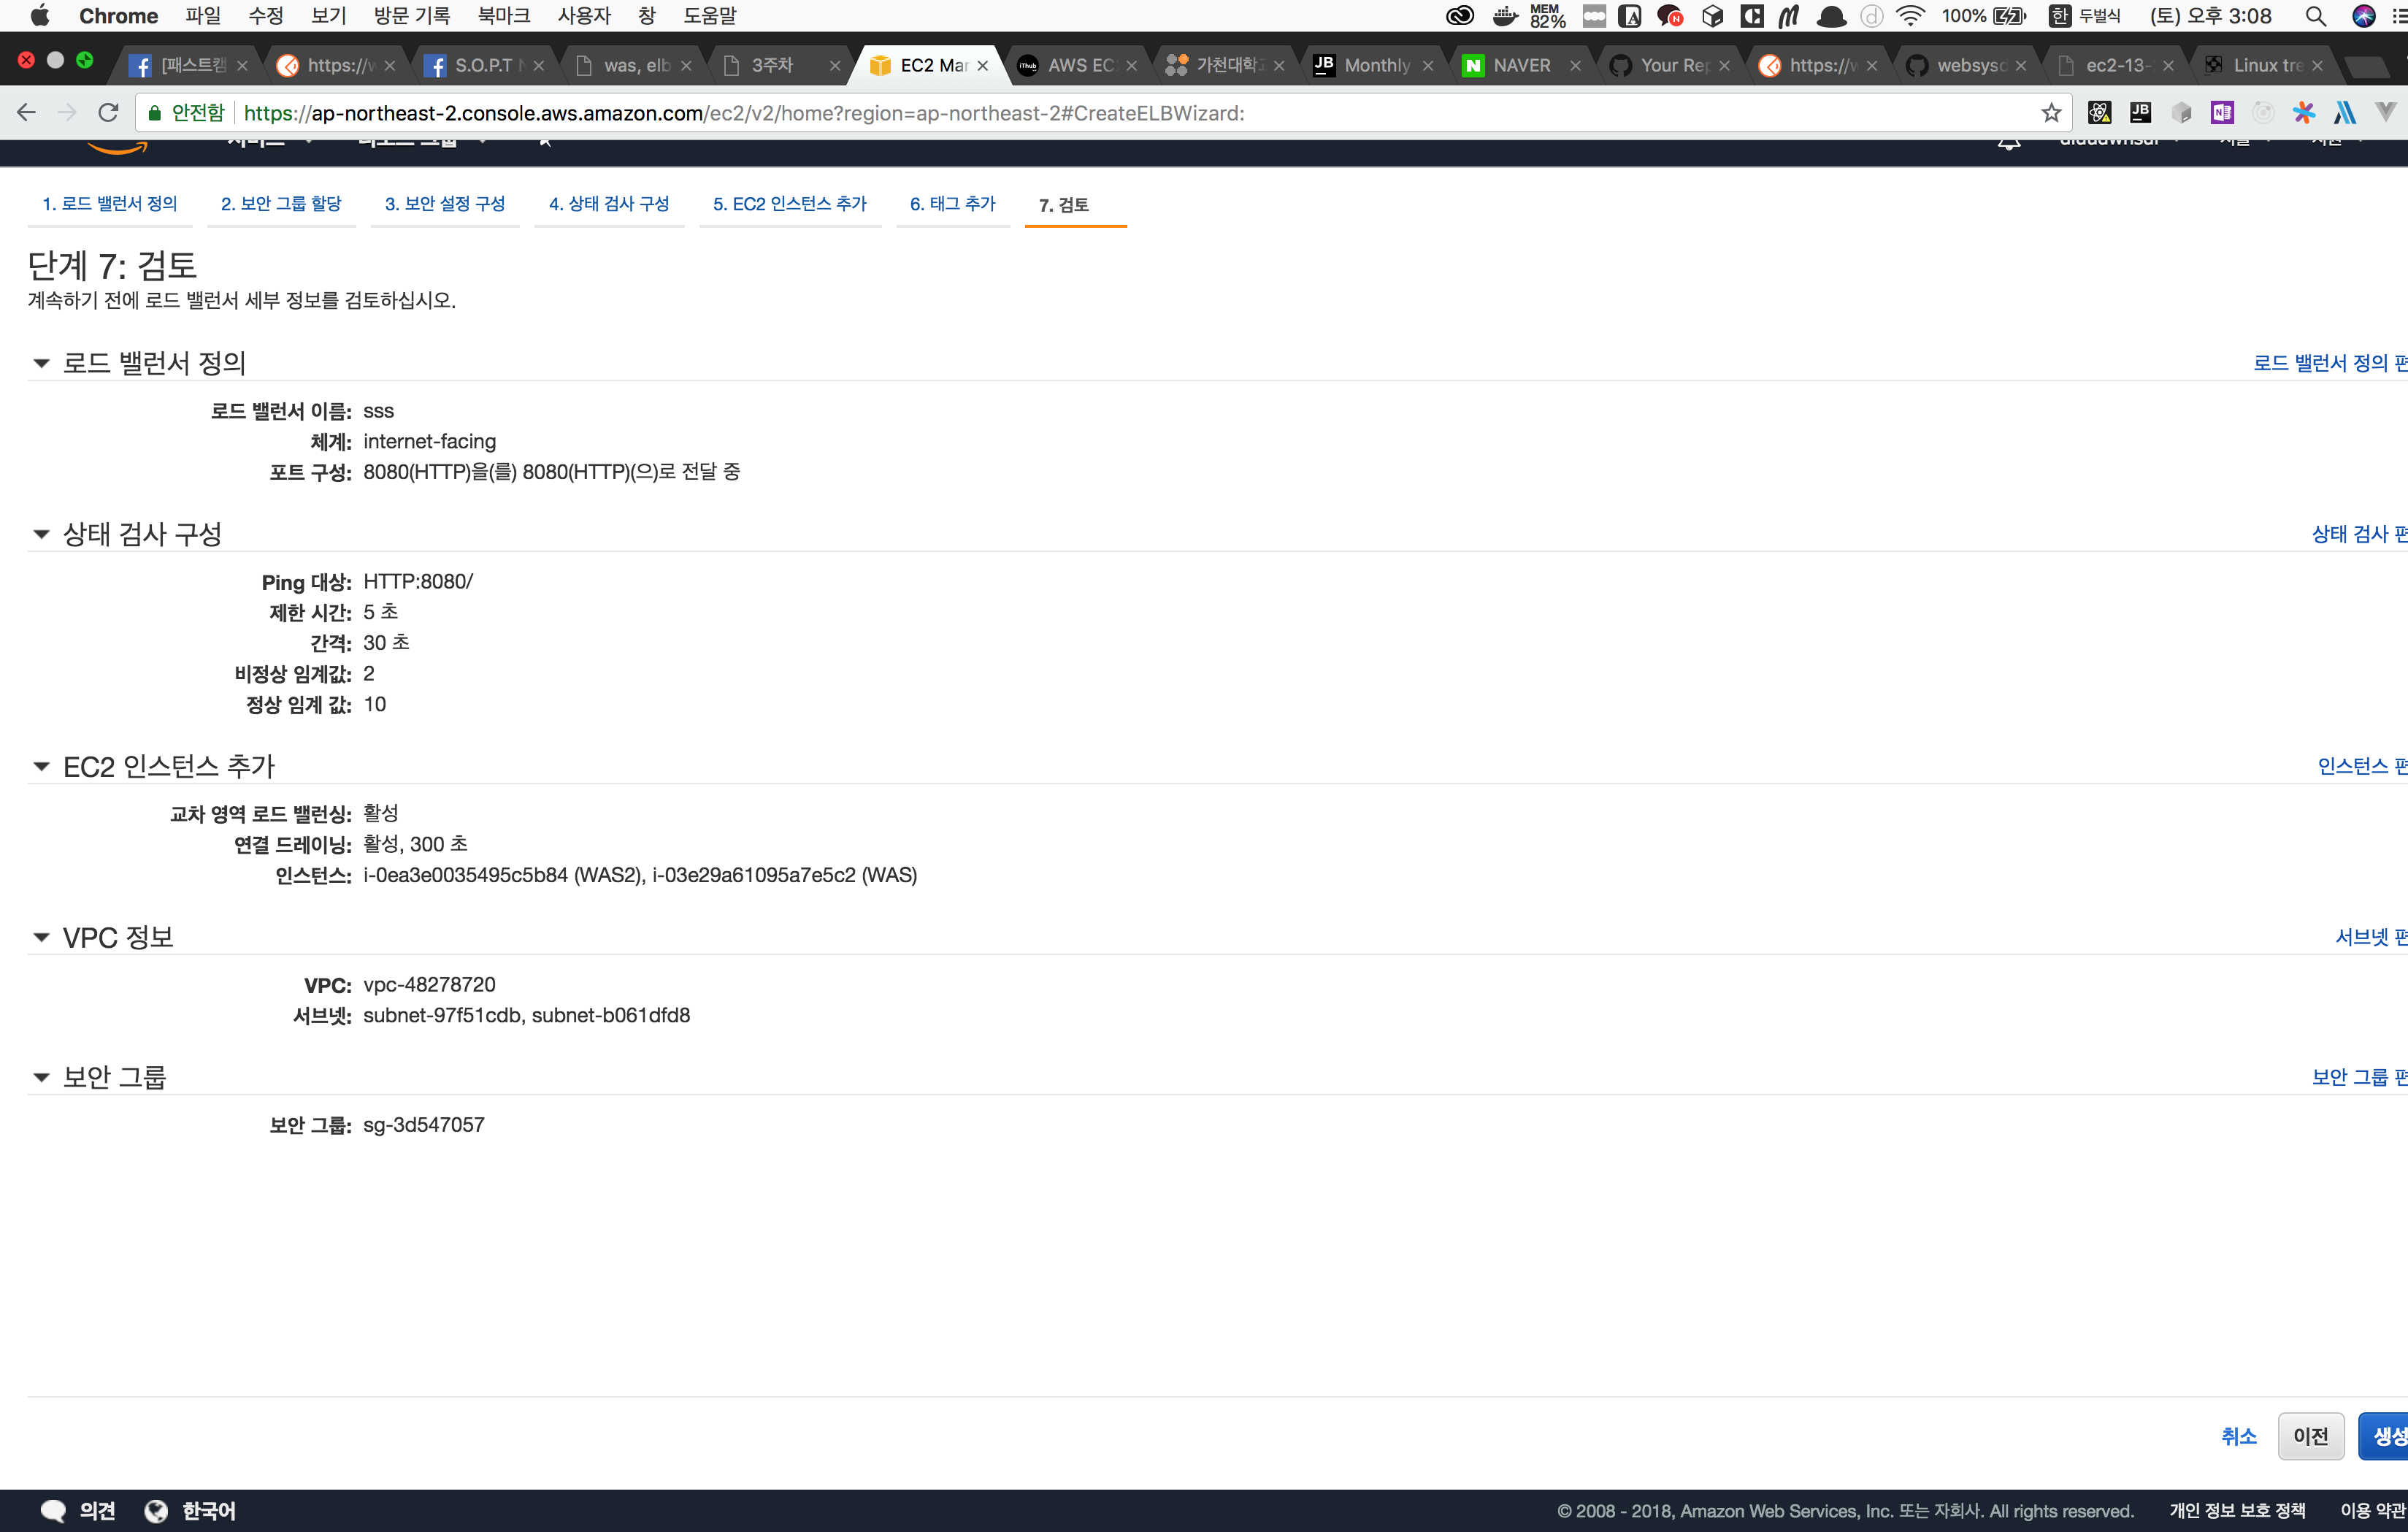 Chrome 파일 수정 보기 방문 기록 북마크 사용자 창 도움말 MEM 82% 100% 한 두벌식 (토) 오후 3:08
[패스트캠 https://w S.O.P.T N was, elb 3주차 EC2 Mar AWS EC 가천대학교 JB Monthly NAVER Your Rep https://w websysd ec2-13- Linux tre
안전함 https://ap-northeast-2.console.aws.amazon.com/ec2/v2/home?region=ap-northeast-2#CreateELBWizard:
1. 로드 밸런서 정의 2. 보안 그룹 할당 3. 보안 설정 구성 4. 상태 검사 구성 5. EC2 인스턴스 추가 6. 태그 추가 7. 검토
단계 7: 검토
계속하기 전에 로드 밸런서 세부 정보를 검토하십시오.
로드 밸런서 정의 로드 밸런서 정의 편
로드 밸런서 이름: sss
체계: internet-facing
포트 구성: 8080(HTTP)을(를) 8080(HTTP)(으)로 전달 중
상태 검사 구성 상태 검사 편
Ping 대상: HTTP:8080/
제한 시간: 5 초
간격: 30 초
비정상 임계값: 2
정상 임계 값: 10
EC2 인스턴스 추가 인스턴스 편
교차 영역 로드 밸런싱: 활성
연결 드레이닝: 활성, 300 초
인스턴스: i-0ea3e0035495c5b84 (WAS2), i-03e29a61095a7e5c2 (WAS)
VPC 정보 서브넷 편
VPC: vpc-48278720
서브넷: subnet-97f51cdb, subnet-b061dfd8
보안 그룹 보안 그룹 편
보안 그룹: sg-3d547057
취소 이전 생성
의견 한국어 © 2008 - 2018, Amazon Web Services, Inc. 또는 자회사. All rights reserved. 개인 정보 보호 정책 이용 약관